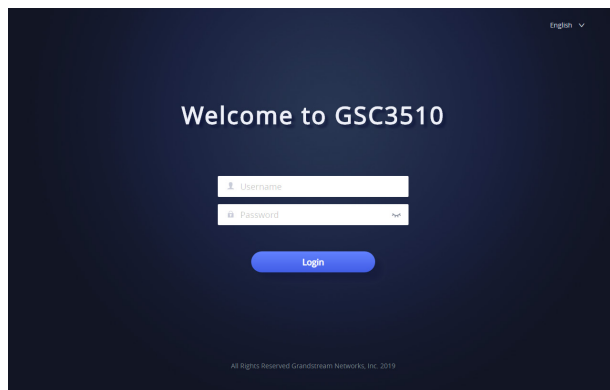 English
Welcome to GSC3510
Username
Password
Login
All Rights Reserved Grandstream Networks, Inc. 2019